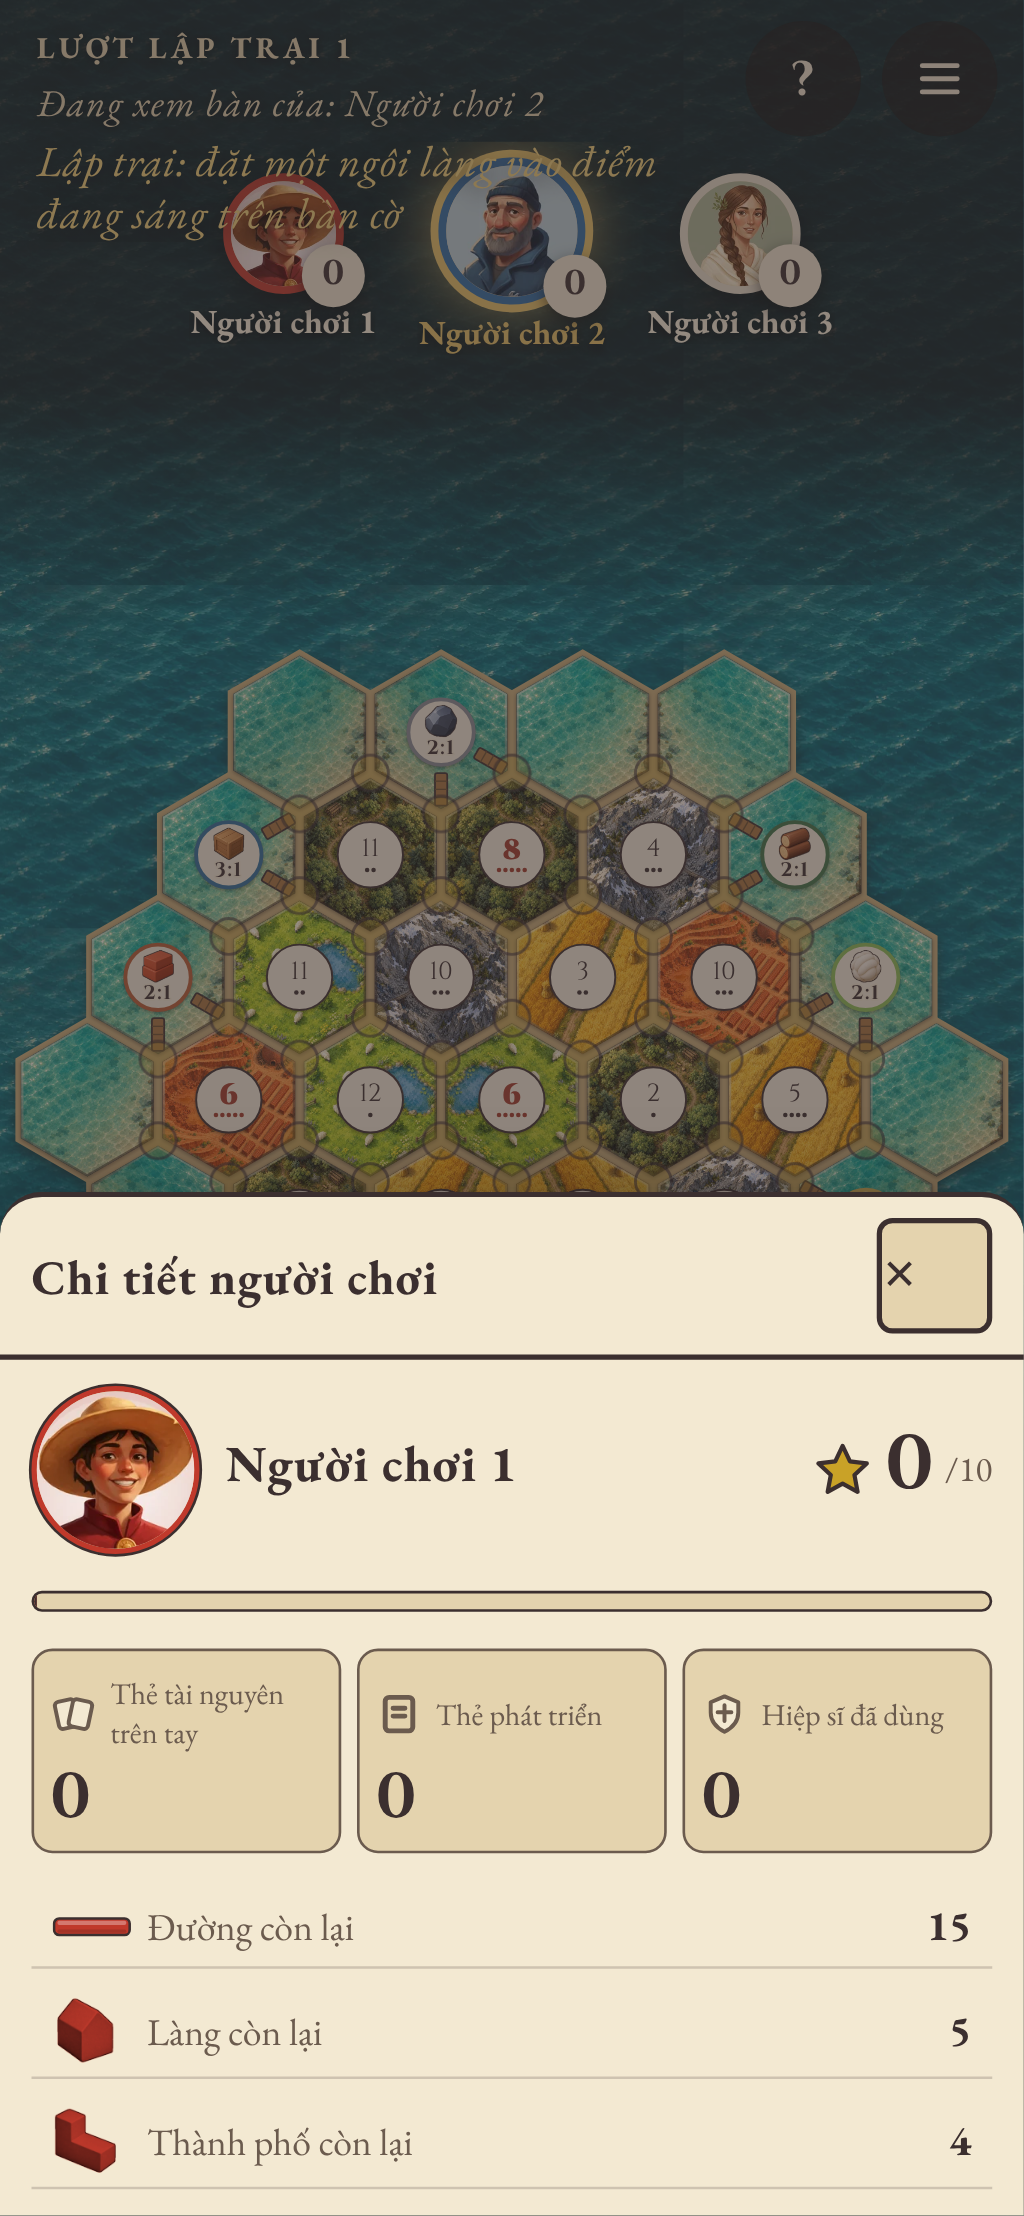 LƯỢT LẬP TRẠI 1
?
Đang xem bàn của: Người chơi 2
Lập trại: đặt một ngôi làng vào điểm
đang sáng trên bàn cờ
0
0
0
Người chơi 1
Người chơi 2
Người chơi 3
2:1
3:1
11
8
4
2:1
2:1
11
10
3
10
2:1
6
12
6
2
5
Chi tiết người chơi
×
Người chơi 1
0 /10
Thẻ tài nguyên
trên tay
0
Thẻ phát triển
0
Hiệp sĩ đã dùng
0
Đường còn lại
15
Làng còn lại
5
Thành phố còn lại
4